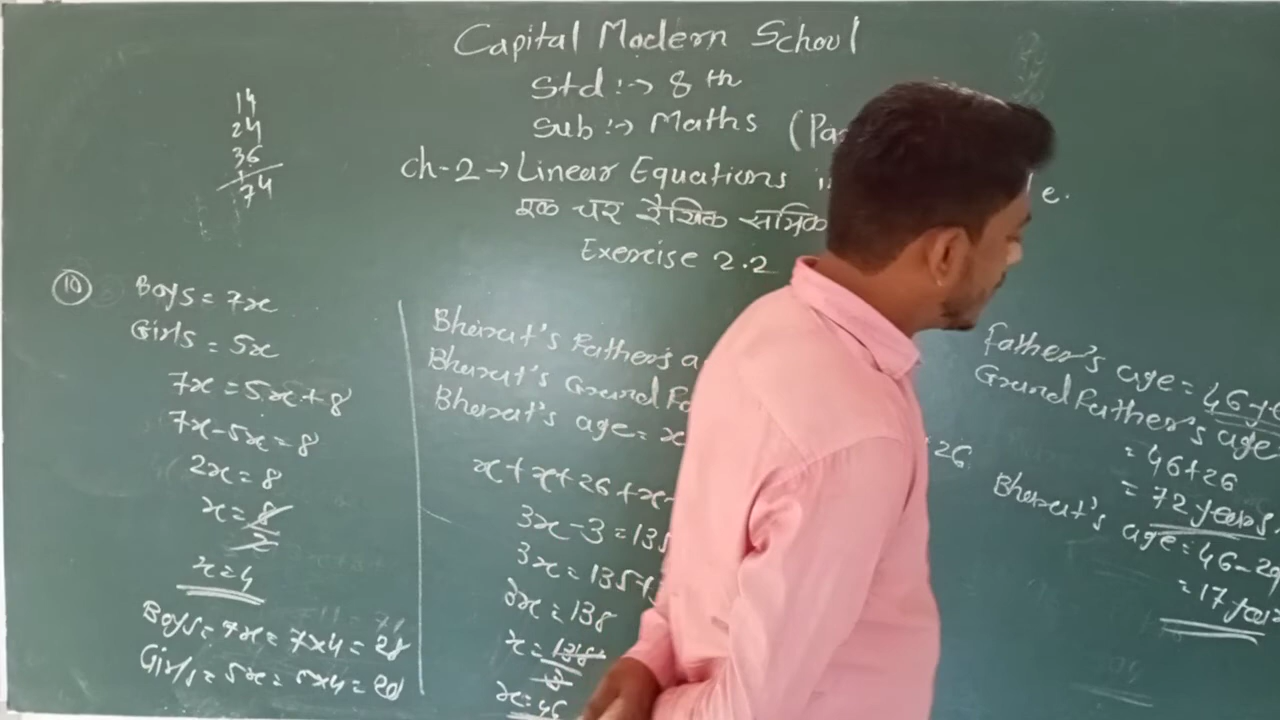 Capital Modern School
Std :-> 8 th
Sub :-> Maths (Pa
Ch-2 -> Linear Equations i e.
एक चर रैखिक समिक
Exercise 2.2
14
24
36
74
10
Boys = 7x
Girls = 5x
7x = 5x + 8
7x - 5x = 8
2x = 8
x = 8
2
x = 4
Boys = 7x = 7x4 = 28
Girls = 5x = 5x4 = 20
Bharat's Father's a
Bharat's Grand Fa
Bharat's age = x
26
x + x + 26 + x -
3x - 3 = 135
3x = 135 +
3x = 138
x = 138
3
x = 46
Father's age = 46 ye
Grand Father's age
= 46 + 26
= 72 years.
Bharat's age = 46 - 29
= 17 year